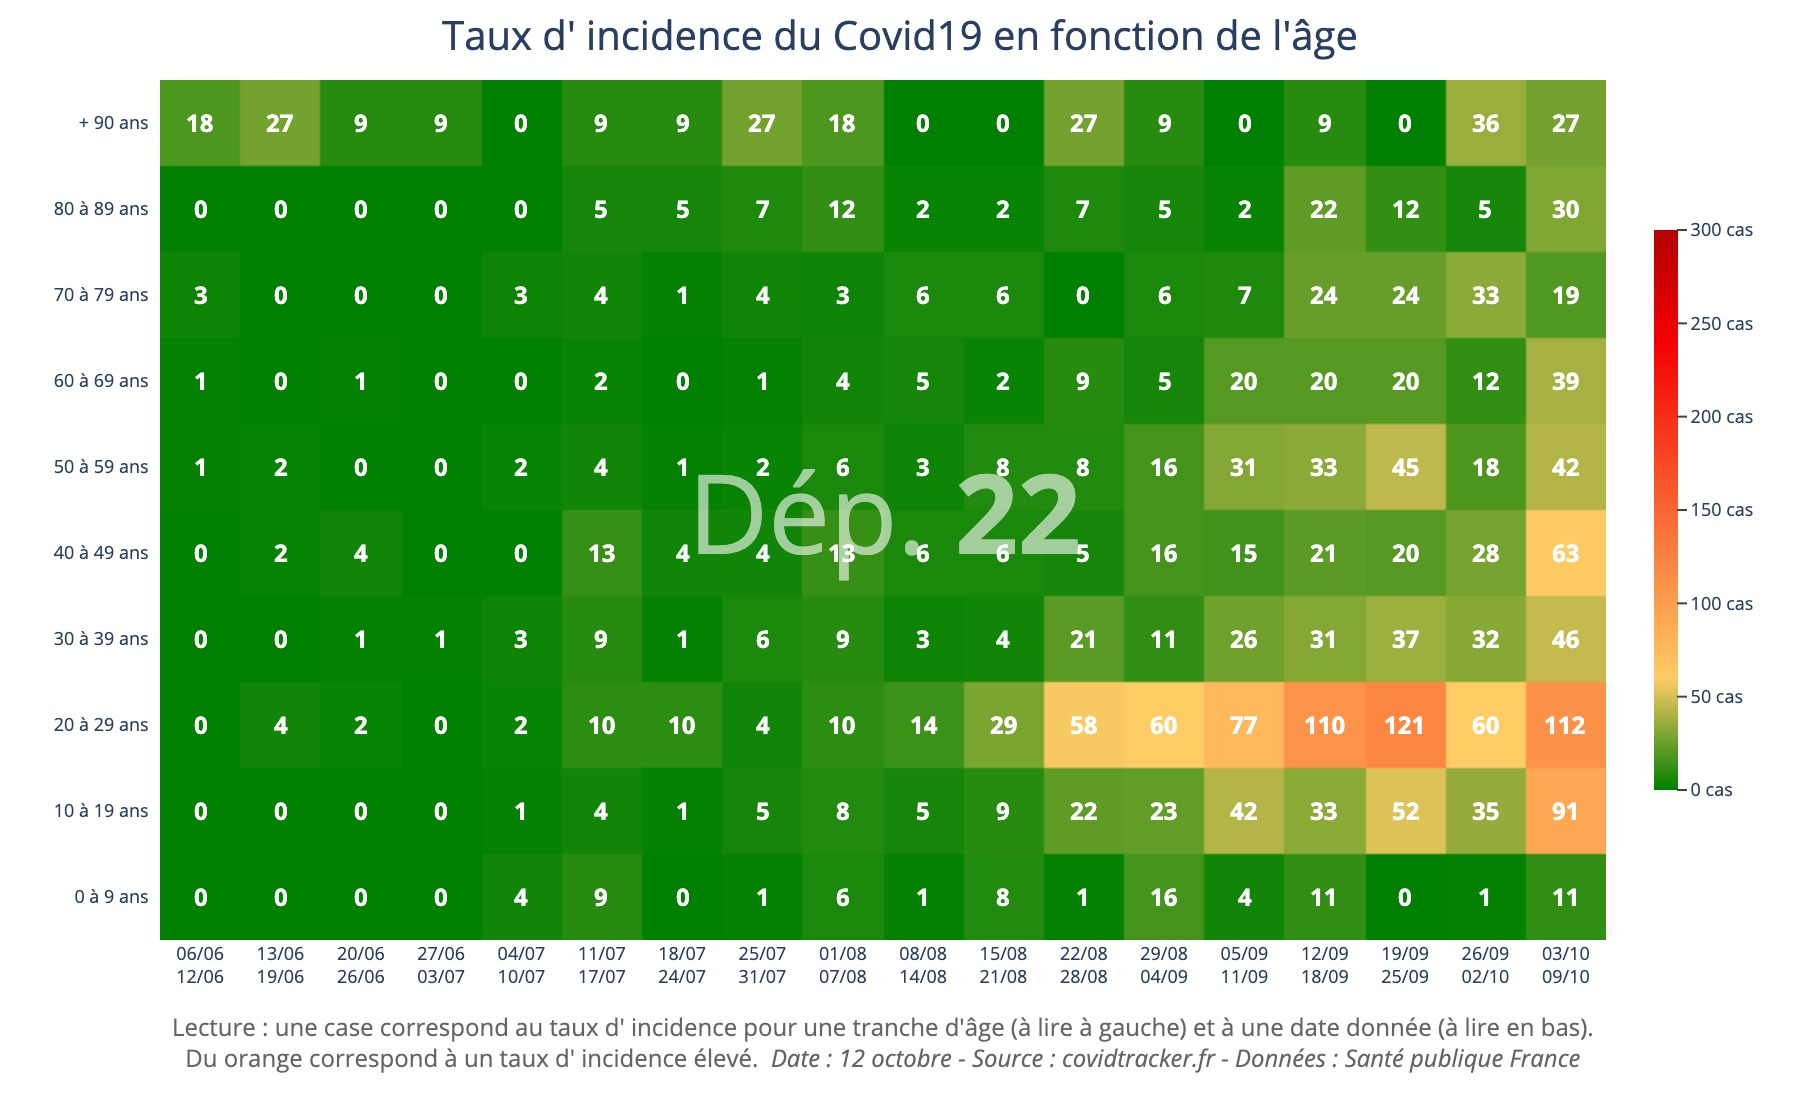 Taux d' incidence du Covid19 en fonction de l'âge
+ 90 ans 18 27 9 9 0 9 9 27 18 0 0 27 9 0 9 0 36 27
80 à 89 ans 0 0 0 0 0 5 5 7 12 2 2 7 5 2 22 12 5 30
70 à 79 ans 3 0 0 0 3 4 1 4 3 6 6 0 6 7 24 24 33 19
60 à 69 ans 1 0 1 0 0 2 0 1 4 5 2 9 5 20 20 20 12 39
50 à 59 ans 1 2 0 0 2 4 1 2 6 3 8 8 16 31 33 45 18 42
Dép. 22
40 à 49 ans 0 2 4 0 0 13 4 4 13 6 6 5 16 15 21 20 28 63
30 à 39 ans 0 0 1 1 3 9 1 6 9 3 4 21 11 26 31 37 32 46
20 à 29 ans 0 4 2 0 2 10 10 4 10 14 29 58 60 77 110 121 60 112
10 à 19 ans 0 0 0 0 1 4 1 5 8 5 9 22 23 42 33 52 35 91
0 à 9 ans 0 0 0 0 4 9 0 1 6 1 8 1 16 4 11 0 1 11
06/06 13/06 20/06 27/06 04/07 11/07 18/07 25/07 01/08 08/08 15/08 22/08 29/08 05/09 12/09 19/09 26/09 03/10
12/06 19/06 26/06 03/07 10/07 17/07 24/07 31/07 07/08 14/08 21/08 28/08 04/09 11/09 18/09 25/09 02/10 09/10
300 cas
250 cas
200 cas
150 cas
100 cas
50 cas
0 cas
Lecture : une case correspond au taux d' incidence pour une tranche d'âge (à lire à gauche) et à une date donnée (à lire en bas).
Du orange correspond à un taux d' incidence élevé. Date : 12 octobre - Source : covidtracker.fr - Données : Santé publique France